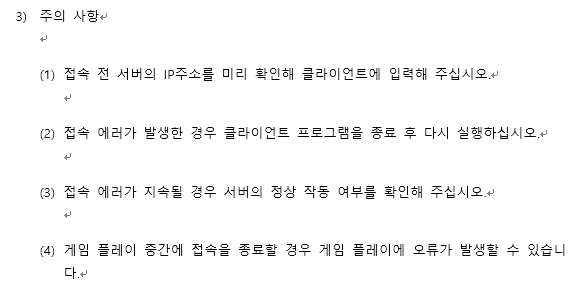 3) 주의 사항
(1) 접속 전 서버의 IP주소를 미리 확인해 클라이언트에 입력해 주십시오.
(2) 접속 에러가 발생한 경우 클라이언트 프로그램을 종료 후 다시 실행하십시오.
(3) 접속 에러가 지속될 경우 서버의 정상 작동 여부를 확인해 주십시오.
(4) 게임 플레이 중간에 접속을 종료할 경우 게임 플레이에 오류가 발생할 수 있습니
다.